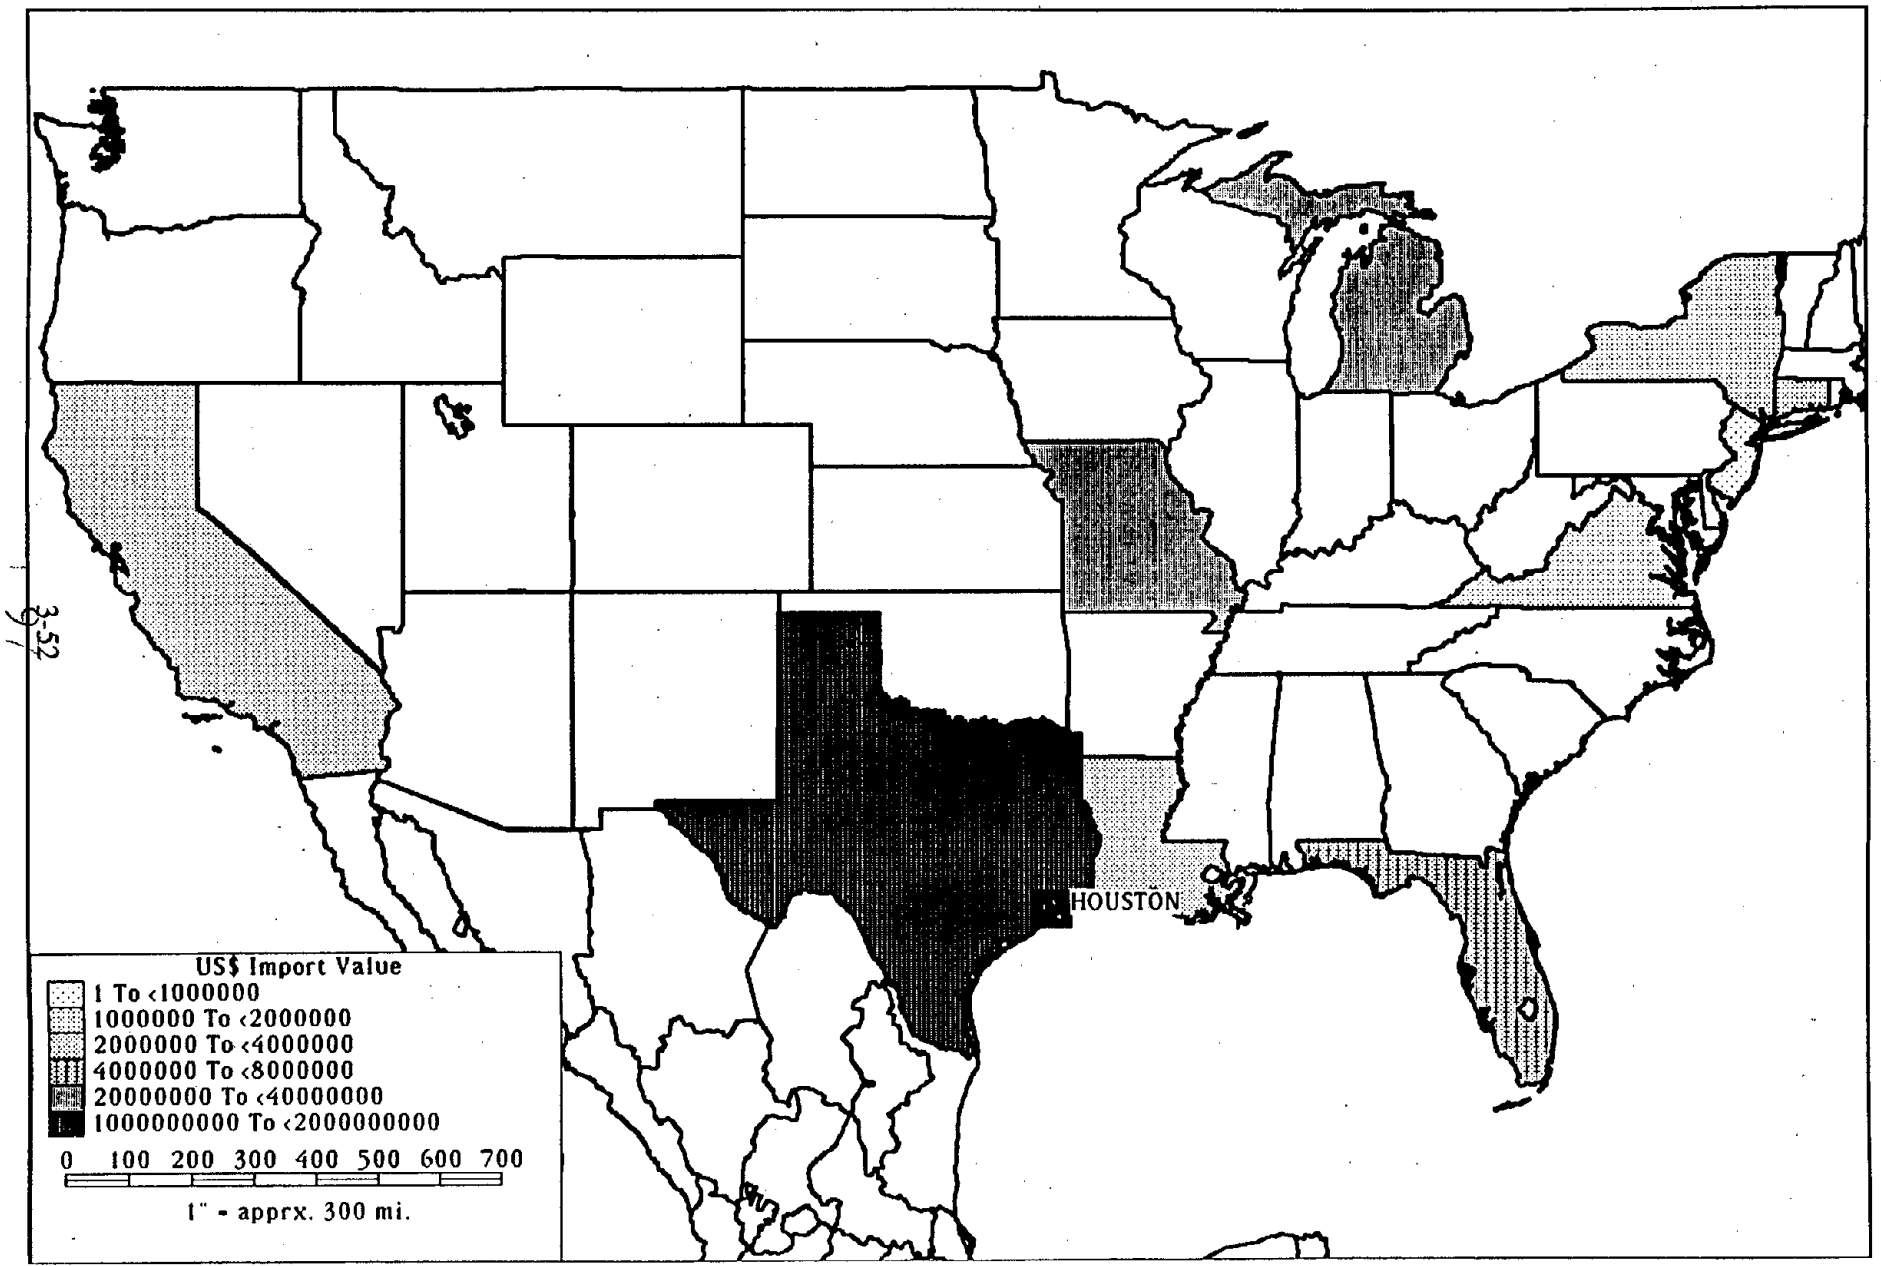 3-52
HOUSTON
US$ Import Value
1 To <1000000
1000000 To <2000000
2000000 To <4000000
4000000 To <8000000
20000000 To <40000000
1000000000 To <2000000000
0 100 200 300 400 500 600 700
1" - apprx. 300 mi.